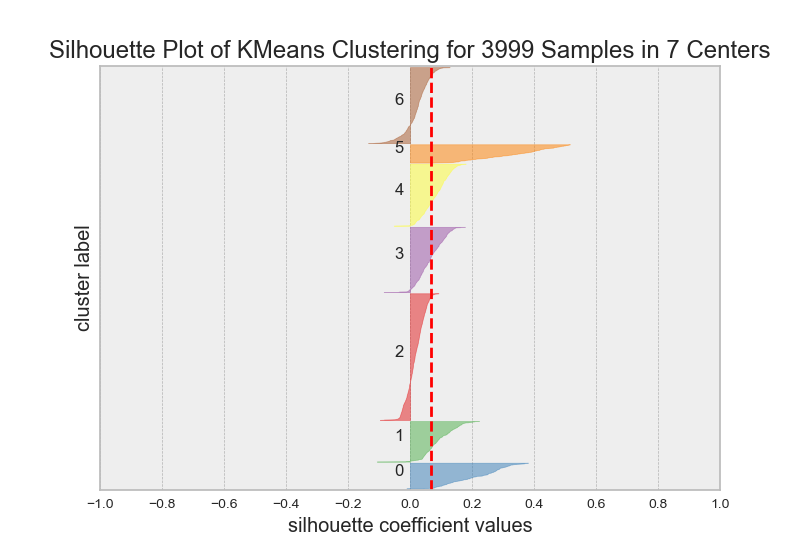 Silhouette Plot of KMeans Clustering for 3999 Samples in 7 Centers
6
5
4
3
2
1
0
cluster label
−1.0 −0.8 −0.6 −0.4 −0.2 0.0 0.2 0.4 0.6 0.8 1.0
silhouette coefficient values